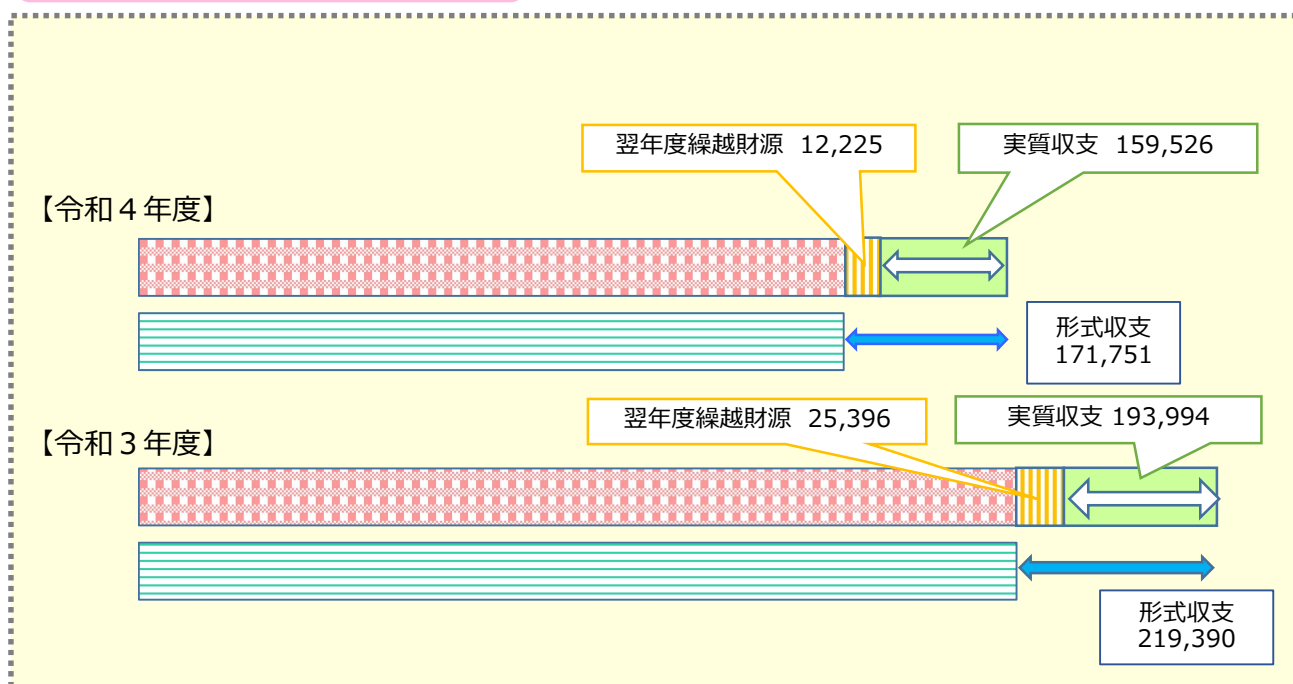 翌年度繰越財源 12,225
実質収支 159,526
【令和４年度】
形式収支
171,751
翌年度繰越財源 25,396
実質収支 193,994
【令和３年度】
形式収支
219,390